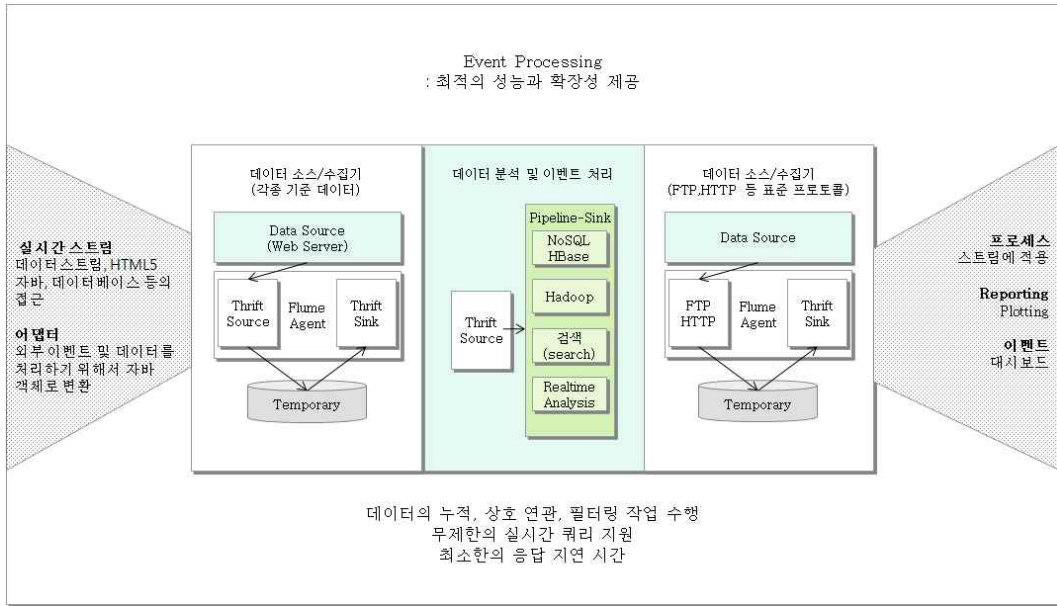 Event Processing
: 최적의 성능과 확장성 제공
실시간 스트림
데이터스트림, HTML5
자바, 데이터베이스 등의
접근
어댑터
외부 이벤트 및 데이터를
처리하기 위해서 자바
객체로 변환
데이터 소스/수집기
(각종 기준 데이터)
Data Source
(Web Server)
Thrift
Source
Flume
Agent
Thrift
Sink
Temporary
데이터 분석 및 이벤트 처리
Thrift
Source
Pipeline-Sink
NoSQL
HBase
Hadoop
검색
(search)
Realtime
Analysis
데이터 소스/수집기
(FTP,HTTP 등 표준 프로토콜)
Data Source
FTP
HTTP
Flume
Agent
Thrift
Sink
Temporary
프로세스
스트림에 적용
Reporting
Plotting
이벤트
대시보드
데이터의 누적, 상호 연관, 필터링 작업 수행
무제한의 실시간 쿼리 지원
최소한의 응답 지연 시간